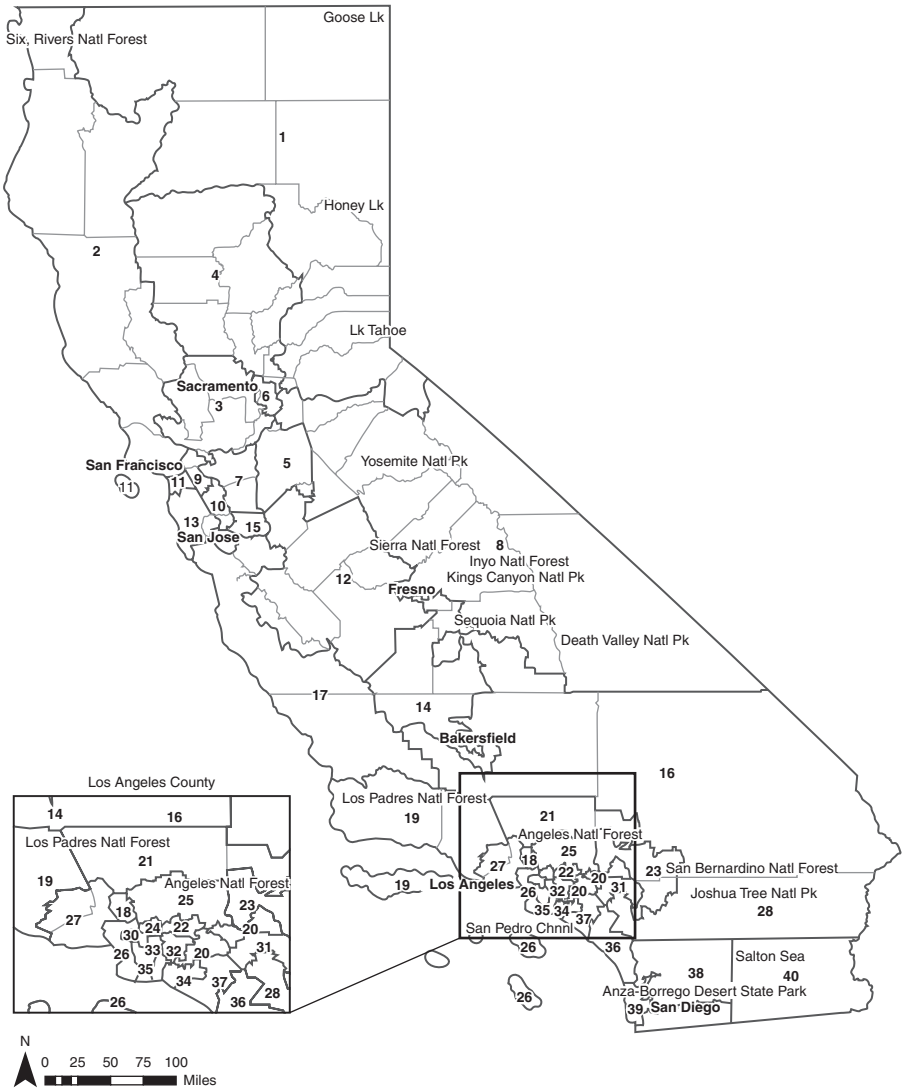 Goose Lk
Six, Rivers Natl Forest
1
Honey Lk
2
4
Lk Tahoe
Sacramento
6
3
San Francisco
5
Yosemite Natl Pk
11
11
9
7
10
13
15
San Jose
Sierra Natl Forest
8
Inyo Natl Forest
12
Kings Canyon Natl Pk
Fresno
Sequoia Natl Pk
Death Valley Natl Pk
17
14
Bakersfield
16
Los Padres Natl Forest
19
21
Angeles Natl Forest
25
18
27
22
23
San Bernardino Natl Forest
20
19
Los Angeles
26
32
20
31
Joshua Tree Natl Pk
28
35
34
37
San Pedro Chnnl
26
36
Salton Sea
38
40
26
Anza-Borrego Desert State Park
39
San Diego
Los Angeles County
14
16
Los Padres Natl Forest
21
19
Angeles Natl Forest
25
23
18
27
30
24
22
20
26
33
32
20
31
35
34
37
28
26
36
N
0 25 50 75 100
Miles